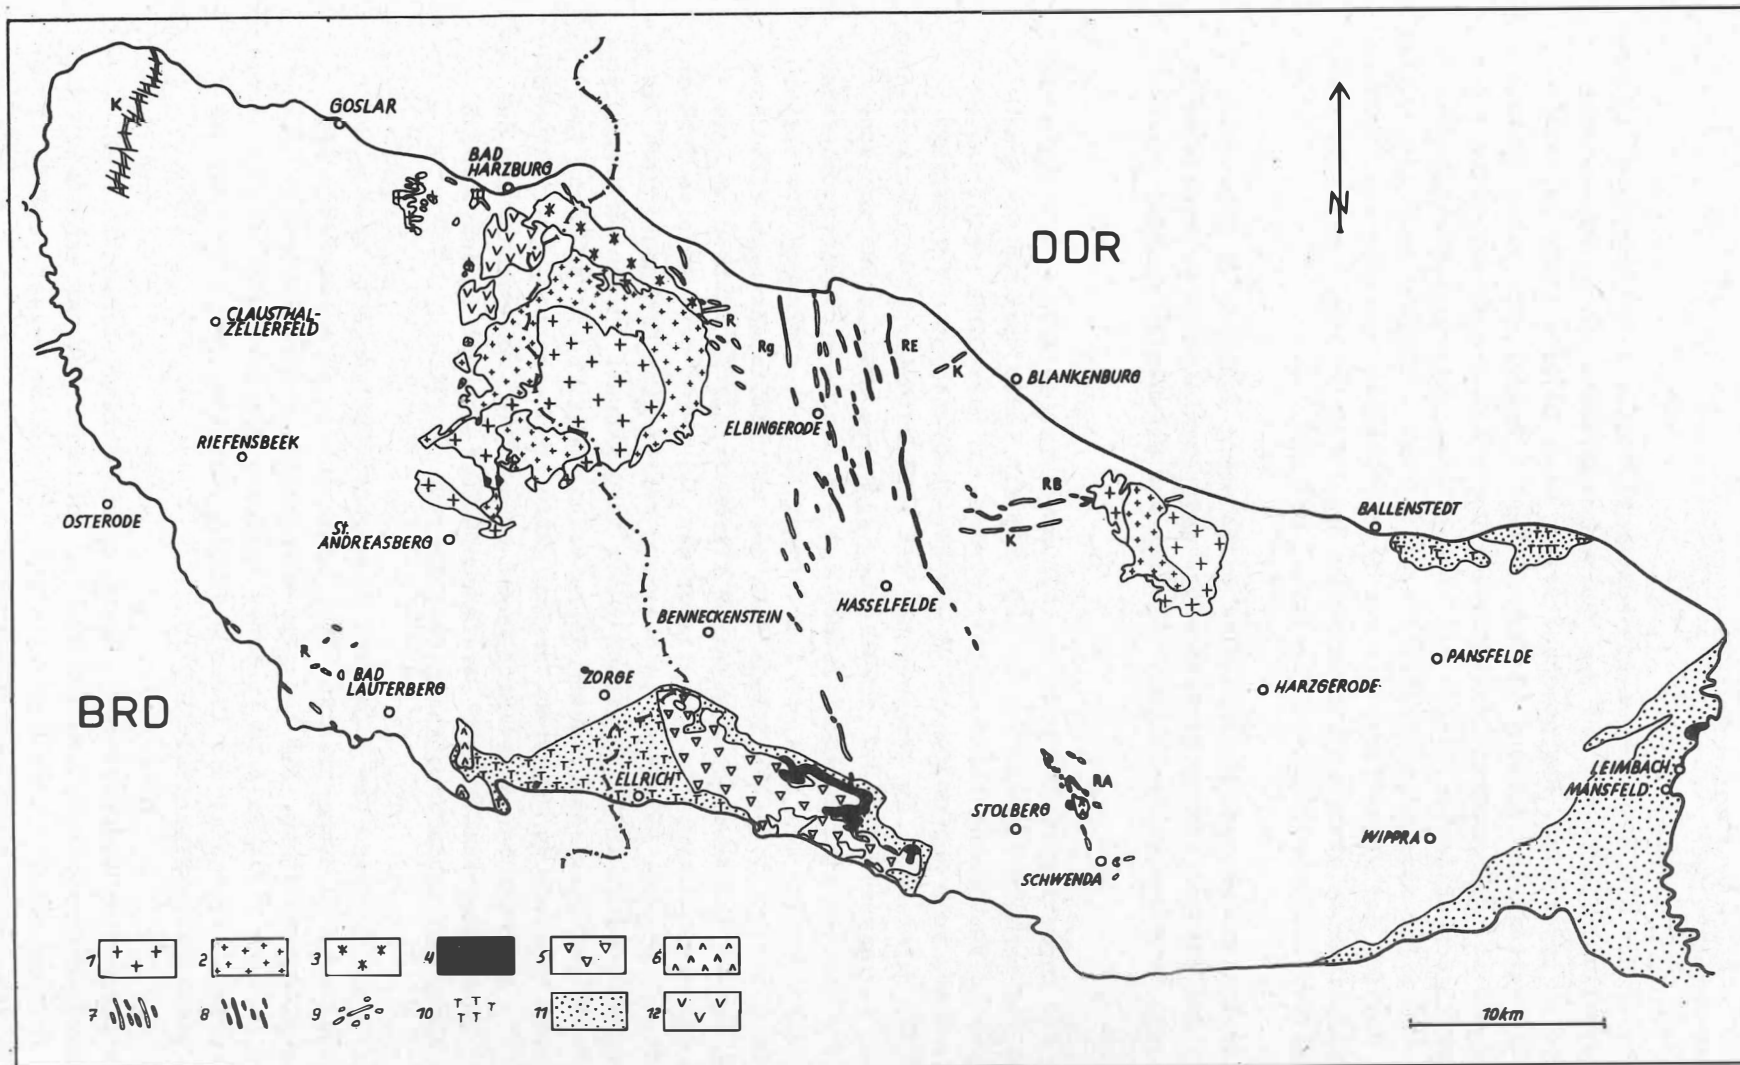 K
GOSLAR
BAD
HARZBURG
N
DDR
CLAUSTHAL-
ZELLERFELD
R
Rg
RE
K
BLANKENBURG
ELBINGERODE
RIEFENSBEEK
OSTERODE
St.
ANDREASBERG
RB
K
BALLENSTEDT
HASSELFELDE
BENNECKENSTEIN
R
BAD
LAUTERBERG
ZORGE
PANSFELDE
HARZGERODE
BRD
ELLRICH
LEIMBACH
MANSFELD
RA
STOLBERG
WIPPRA
SCHWENDA
1
2
3
4
5
6
7
8
9
10
11
12
10km